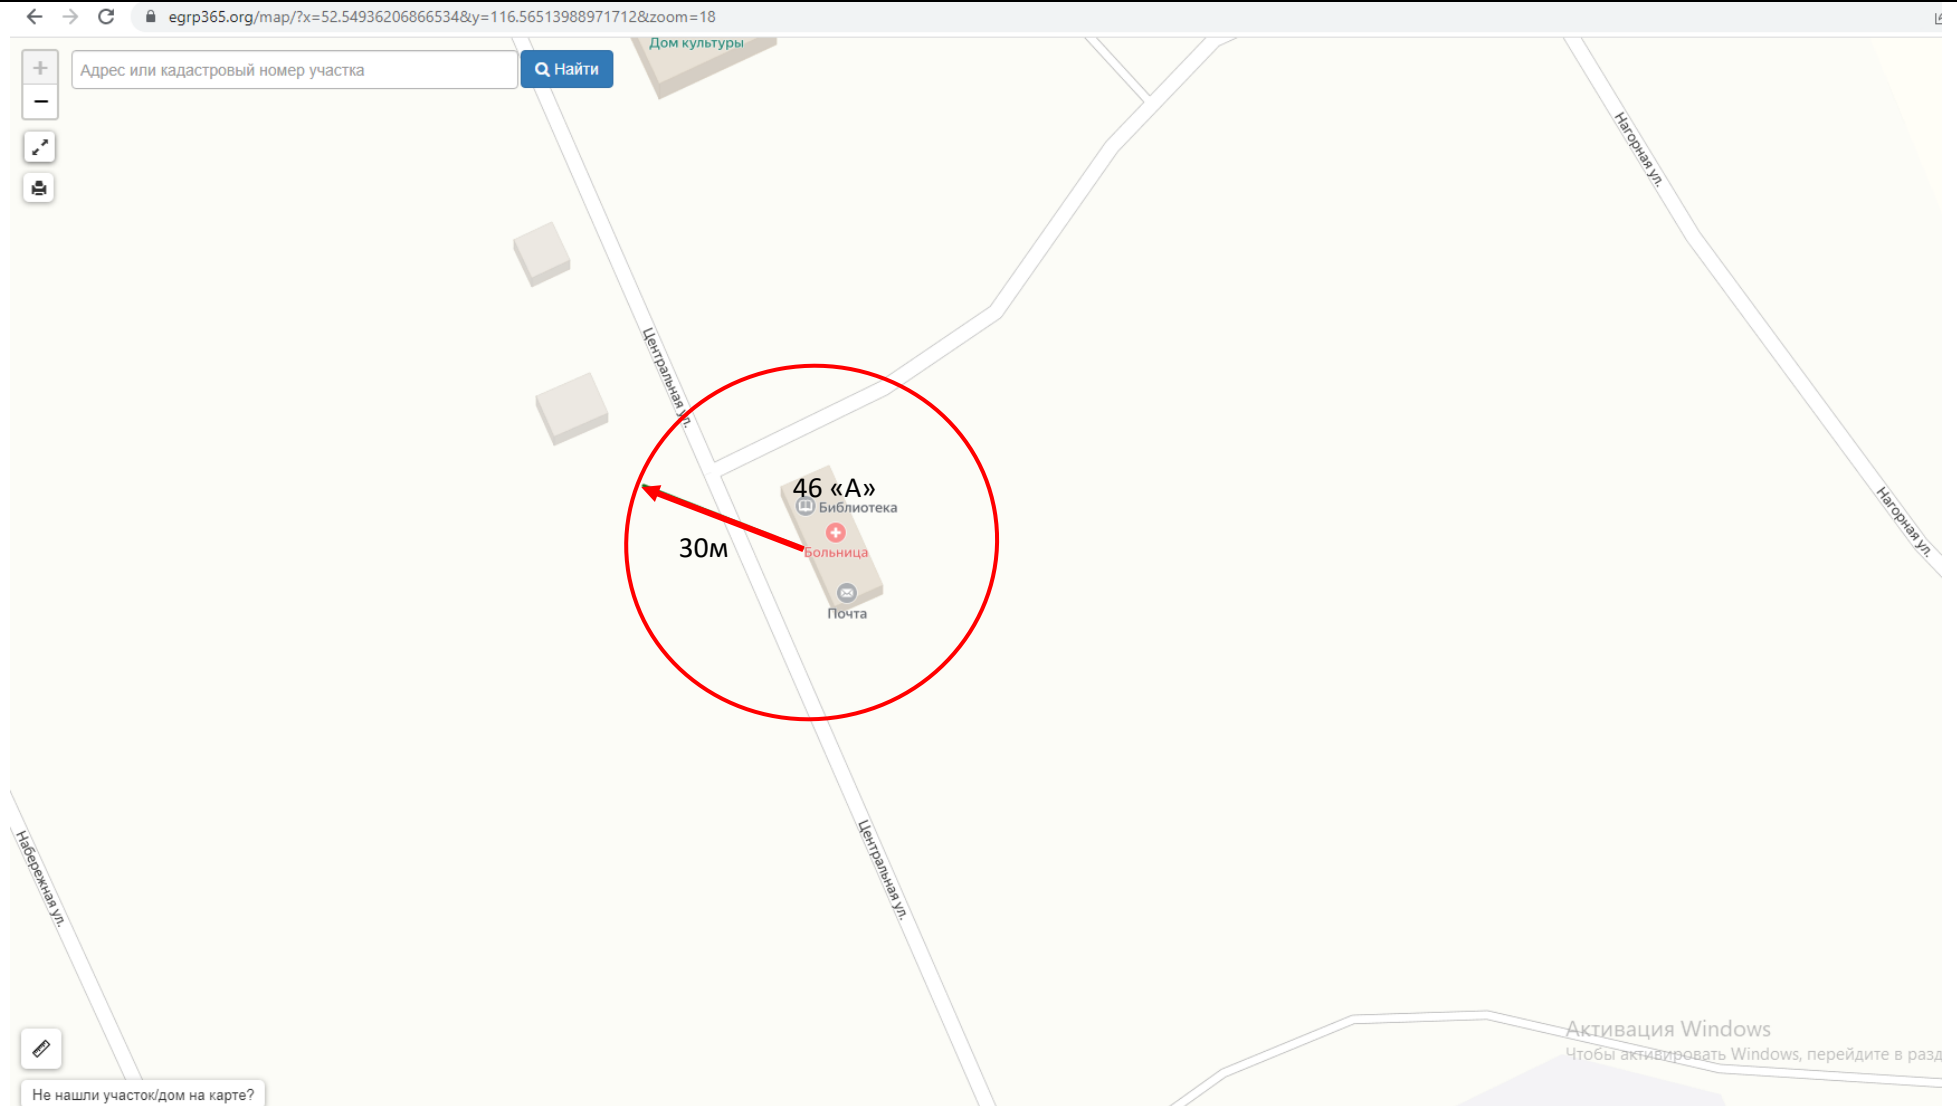 egrp365.org/map/?x=52.54936206866534&y=116.56513988971712&zoom=18
Дом культуры
Адрес или кадастровый номер участка
Найти
Нагорная ул.
Центральная ул.
46 «А»
Библиотека
30м
Больница
Почта
Нагорная ул.
Центральная ул.
Набережная ул.
Активация Windows
Чтобы активировать Windows, перейдите в разд
Не нашли участок/дом на карте?